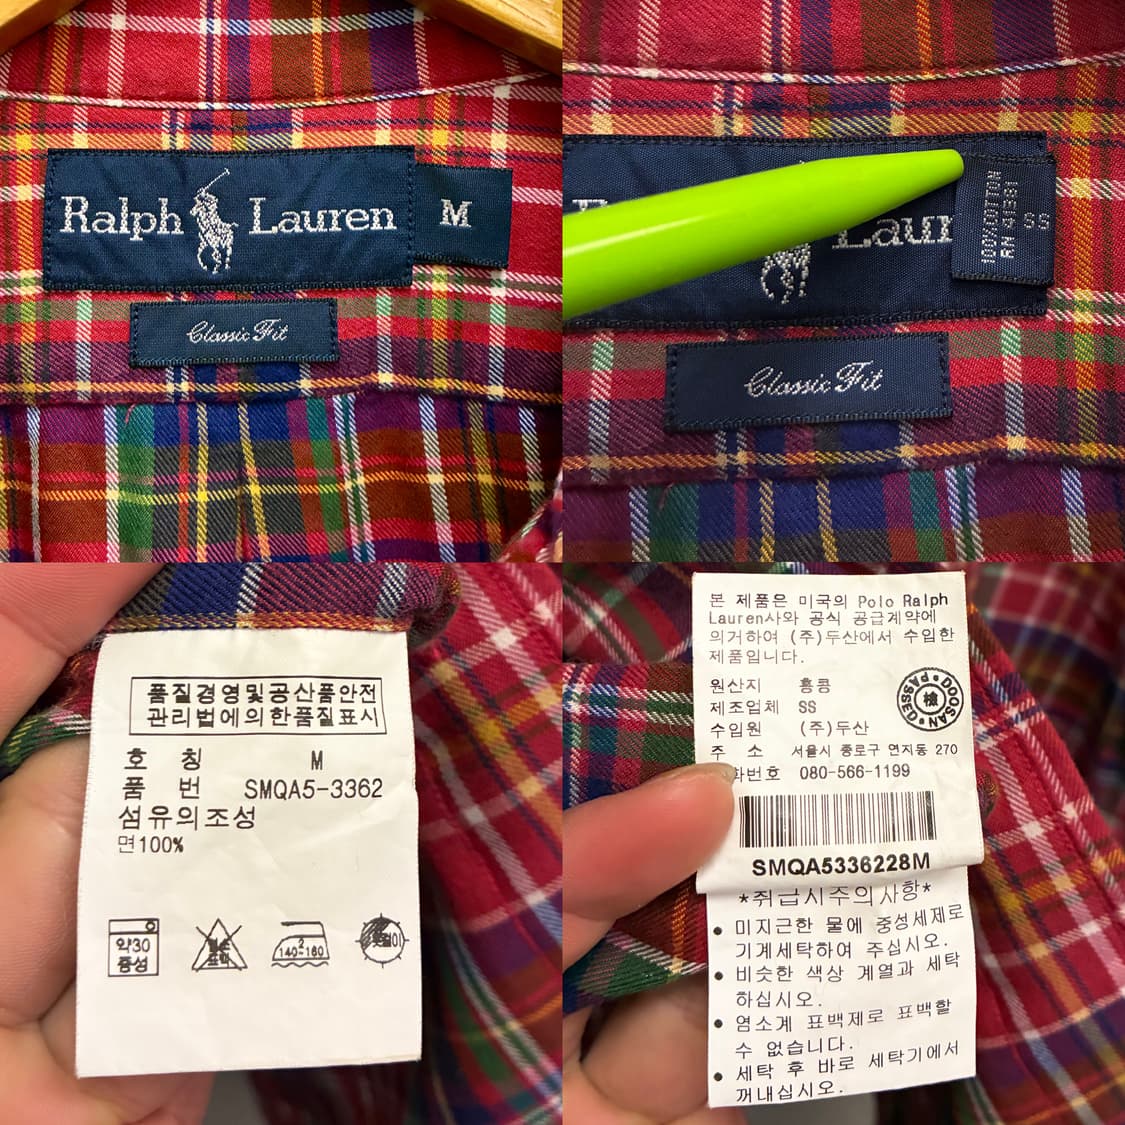 Ralph Lauren
M
Classic Fit
Laur
100%COTTON
RN 41381
SS
SS
Classic Fit
품질경영및공산품안전
관리법에의한품질표시
호 칭 M
품 번 SMQA5-3362
섬유의조성
면100%
약30
중성
140~160
본 제품은 미국의 Polo Ralph
Lauren사와 공식 공급계약에
의거하여 (주)두산에서 수입한
제품입니다.
원산지 홍콩
제조업체 SS
수입원 (주)두산
주 소 서울시 종로구 연지동 270
화번호 080-566-1199
DOOSAN·GESPASS
檢
SMQA5336228M
*취급시주의사항*
• 미지근한 물에 중성세제로
기계세탁하여 주십시오.
• 비슷한 색상 계열과 세탁
하십시오.
• 염소계 표백제로 표백할
수 없습니다.
• 세탁 후 바로 세탁기에서
꺼내십시오.